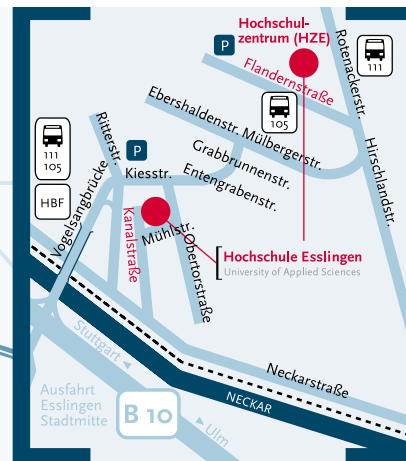 Hochschul-
zentrum (HZE)
P
Flandernstraße
Rotenackerstr.
111
Ebershaldenstr.
Mülbergerstr.
105
Hirschlandstr.
111
105
HBF
Ritterstr.
P
Kiesstr.
Grabbrunnenstr.
Entengrabenstr.
Vogelsangbrücke
Kanalstraße
Mühlstr.
Obertorstraße
Hochschule Esslingen
University of Applied Sciences
Stuttgart
Neckarstraße
NECKAR
Ausfahrt
Esslingen
Stadtmitte
B 10
Ulm